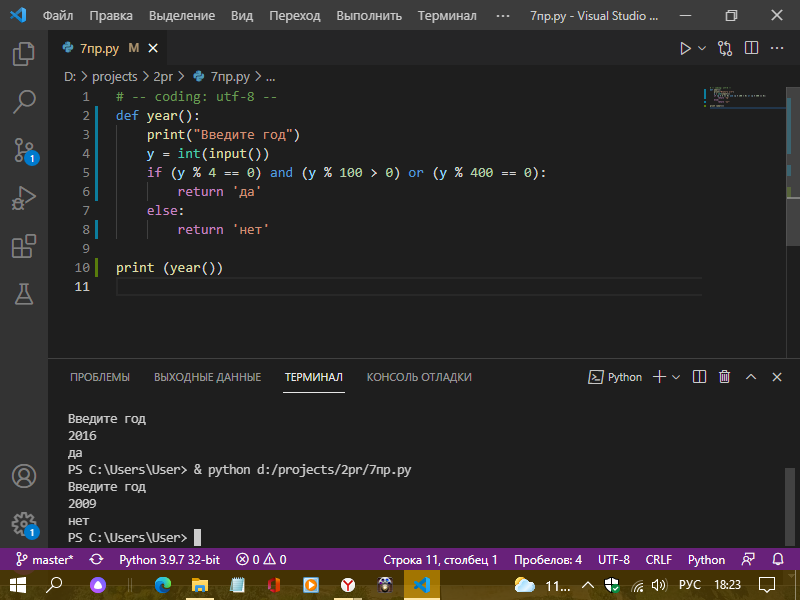 Файл Правка Выделение Вид Переход Выполнить Терминал ··· 7пр.py - Visual Studio ...
7пр.py M
D: > projects > 2pr > 7пр.py > ...
1 # -- coding: utf-8 --
2 def year():
3 print("Введите год")
4 y = int(input())
5 if (y % 4 == 0) and (y % 100 > 0) or (y % 400 == 0):
6 return 'да'
7 else:
8 return 'нет'
9
10 print (year())
11
ПРОБЛЕМЫ ВЫХОДНЫЕ ДАННЫЕ ТЕРМИНАЛ КОНСОЛЬ ОТЛАДКИ Python
Введите год
2016
да
PS C:\Users\User> & python d:/projects/2pr/7пр.py
Введите год
2009
нет
PS C:\Users\User>
1
1
master* Python 3.9.7 32-bit 0 0 Строка 11, столбец 1 Пробелов: 4 UTF-8 CRLF Python
11... РУС 18:23